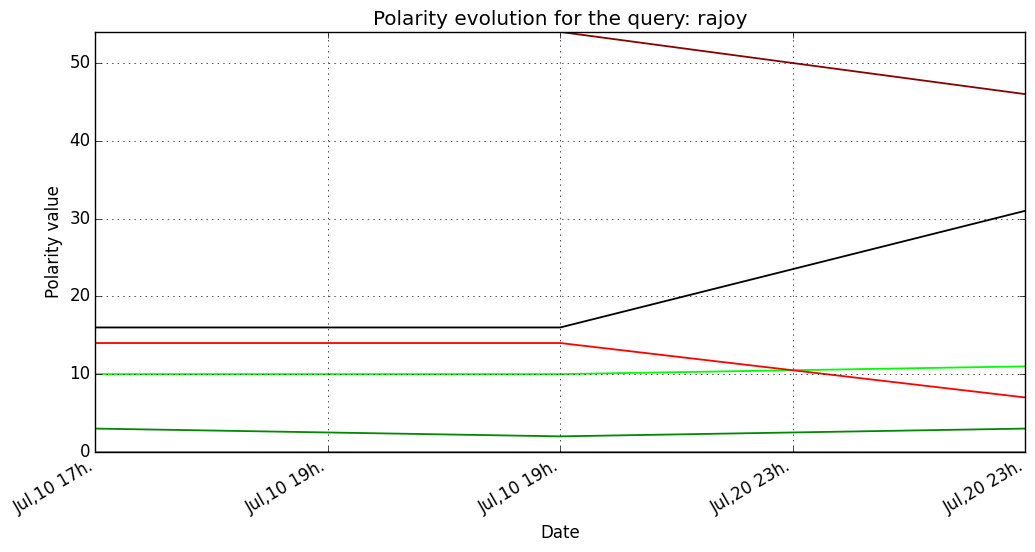 Polarity evolution for the query: rajoy
50
40
30
20
10
0
Polarity value
Jul,10 17h.
Jul,10 19h.
Jul,10 19h.
Jul,20 23h.
Jul,20 23h.
Date